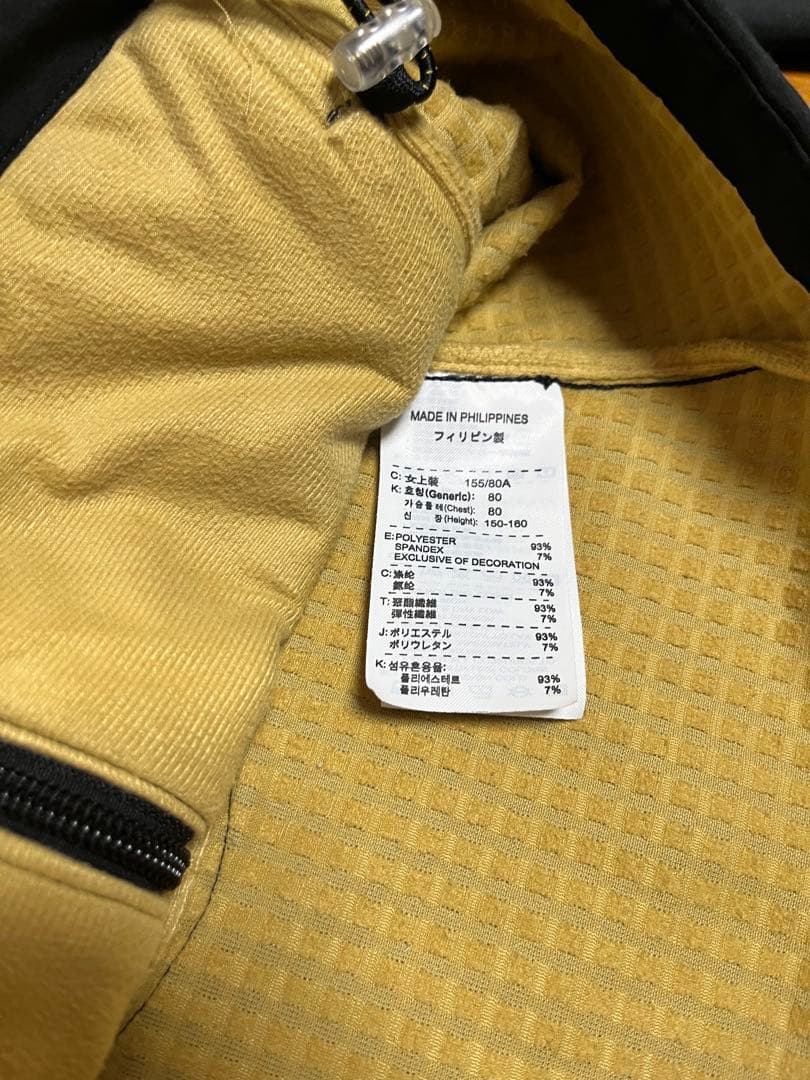 MADE IN PHILIPPINES
フィリピン製
C: 女上装 155/80A
K: 호칭(Generic): 80
가슴둘레(Chest): 80
신 장(Height): 150-160
E: POLYESTER 93%
SPANDEX 7%
EXCLUSIVE OF DECORATION
C: 涤纶 93%
氨纶 7%
T: 聚酯纖維 93%
彈性纖維 7%
J: ポリエステル 93%
ポリウレタン 7%
K: 섬유혼용율:
폴리에스테르 93%
폴리우레탄 7%